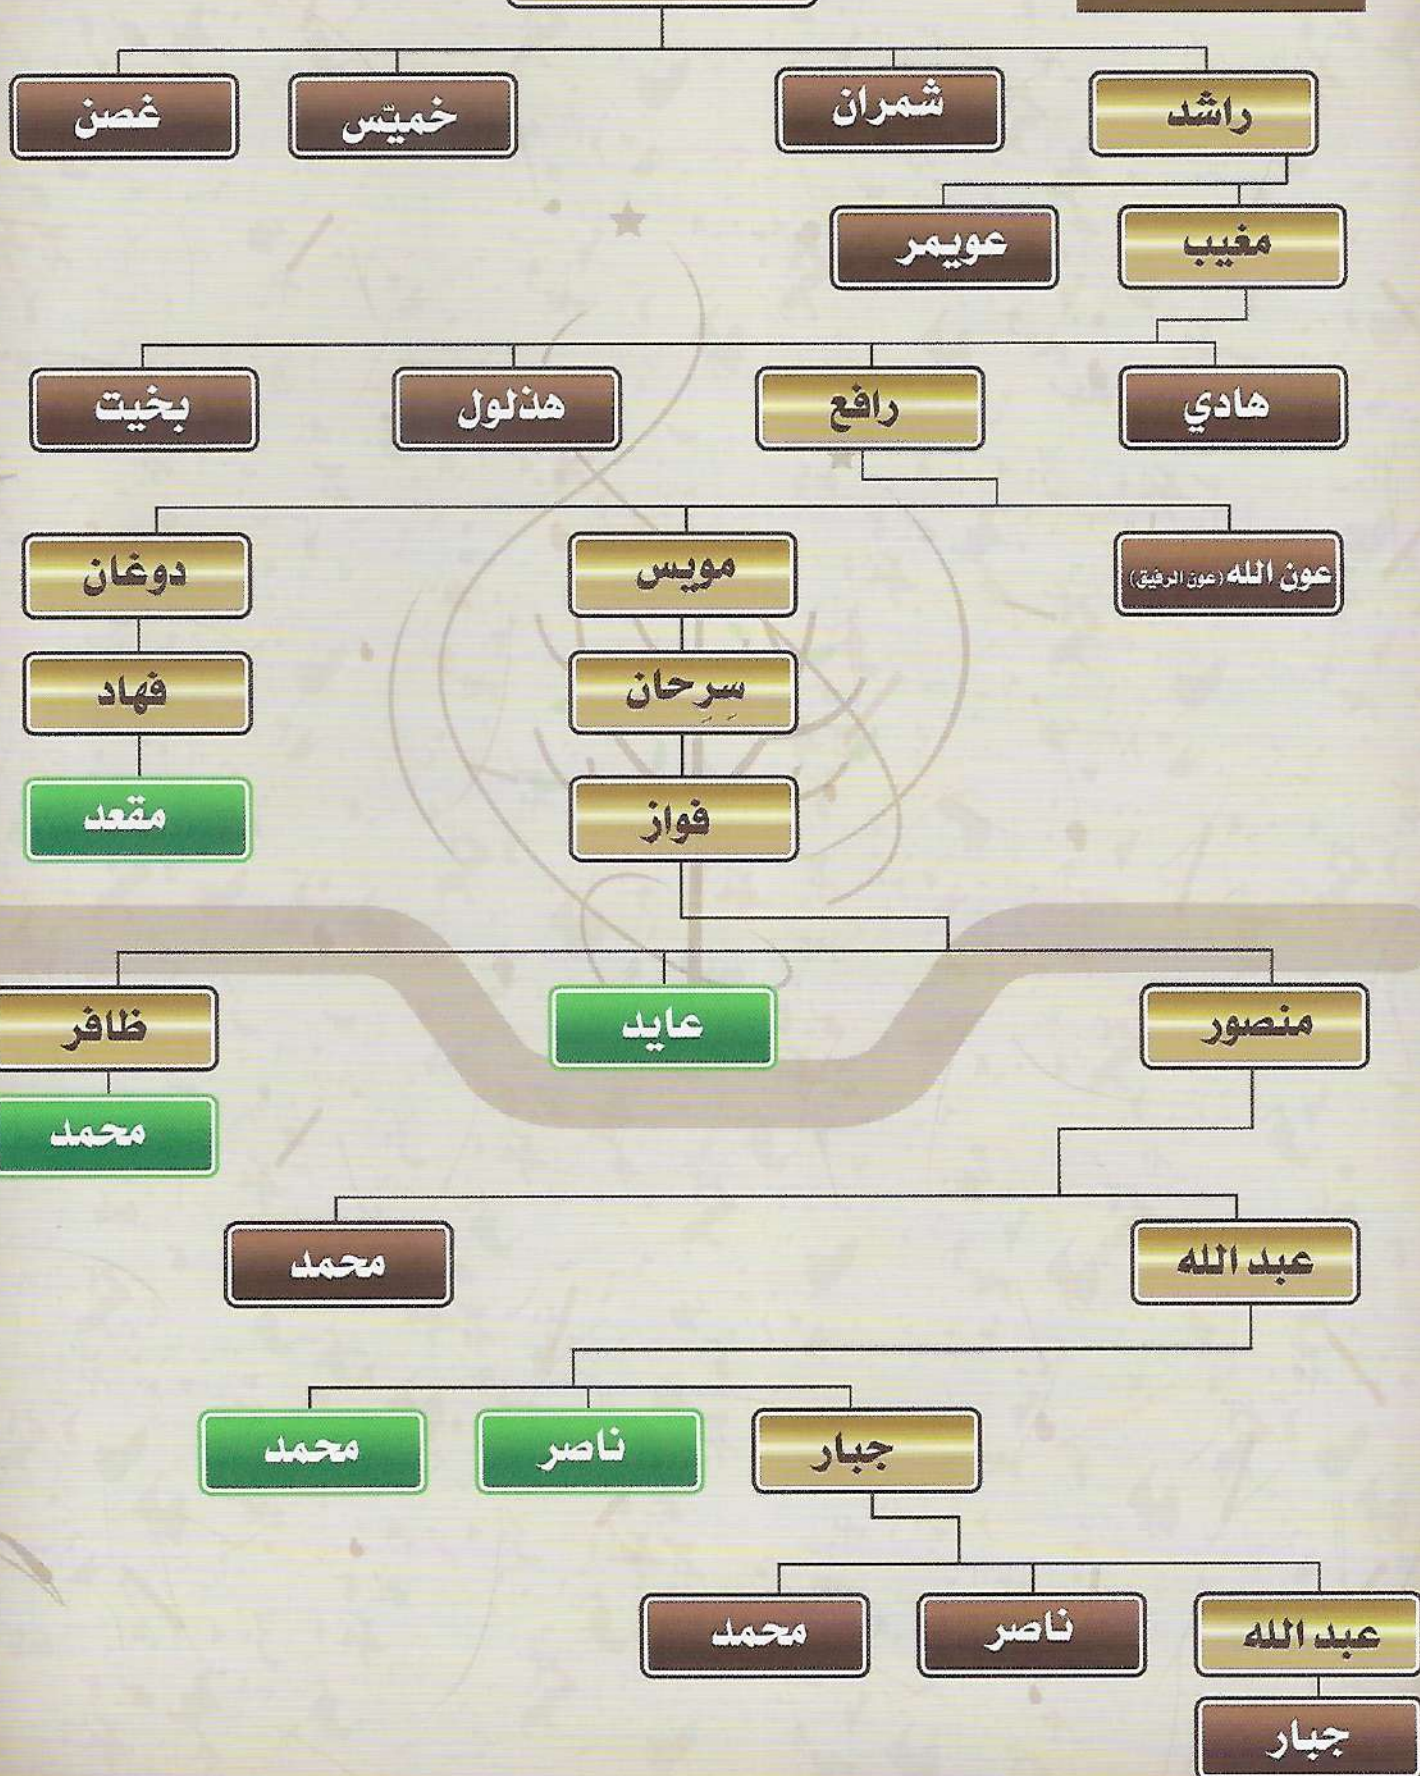 راشد
شمران
خميّس
غصن
مغيب
عويمر
هادي
رافع
هذلول
بخيت
عون الله (عون الرفيق)
مويس
دوغان
سِرِحان
فهاد
فواز
مقعد
منصور
عايد
ظافر
محمد
عبد الله
محمد
جبار
ناصر
محمد
عبد الله
ناصر
محمد
جبار